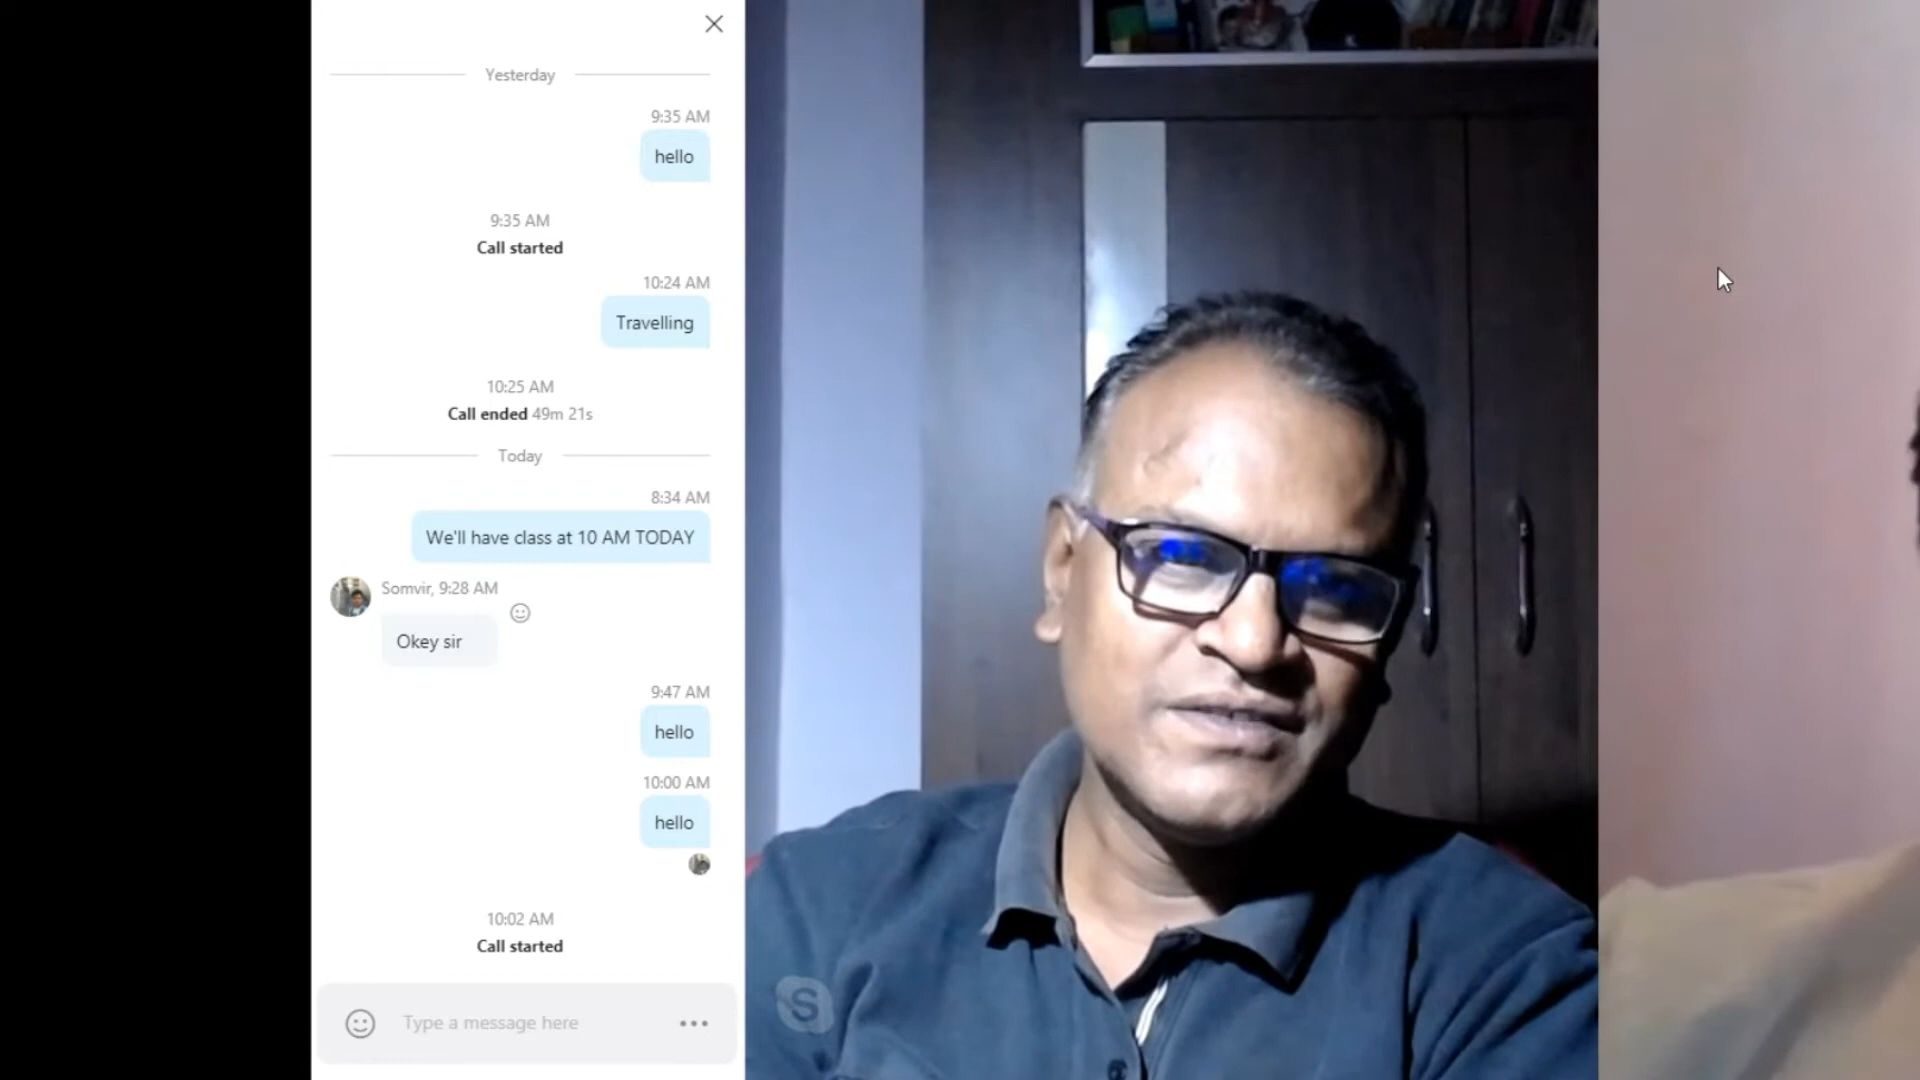 Yesterday
9:35 AM
hello
9:35 AM
Call started
10:24 AM
Travelling
10:25 AM
Call ended 49m 21s
Today
8:34 AM
We'll have class at 10 AM TODAY
Somvir, 9:28 AM
Okey sir
9:47 AM
hello
10:00 AM
hello
10:02 AM
Call started
Type a message here
S